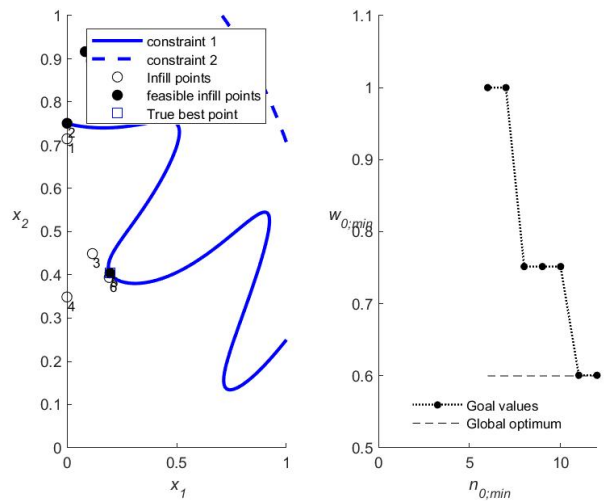 1
0.9
0.8
0.7
0.6
0.5
0.4
0.3
0.2
0.1
0
x2
0 0.5 1
x1
constraint 1
constraint 2
Infill points
feasible infill points
True best point
2
7 1
3
6
4
1.1
1
0.9
0.8
0.7
0.6
0.5
w0;min
0 5 10
n0;min
Goal values
Global optimum